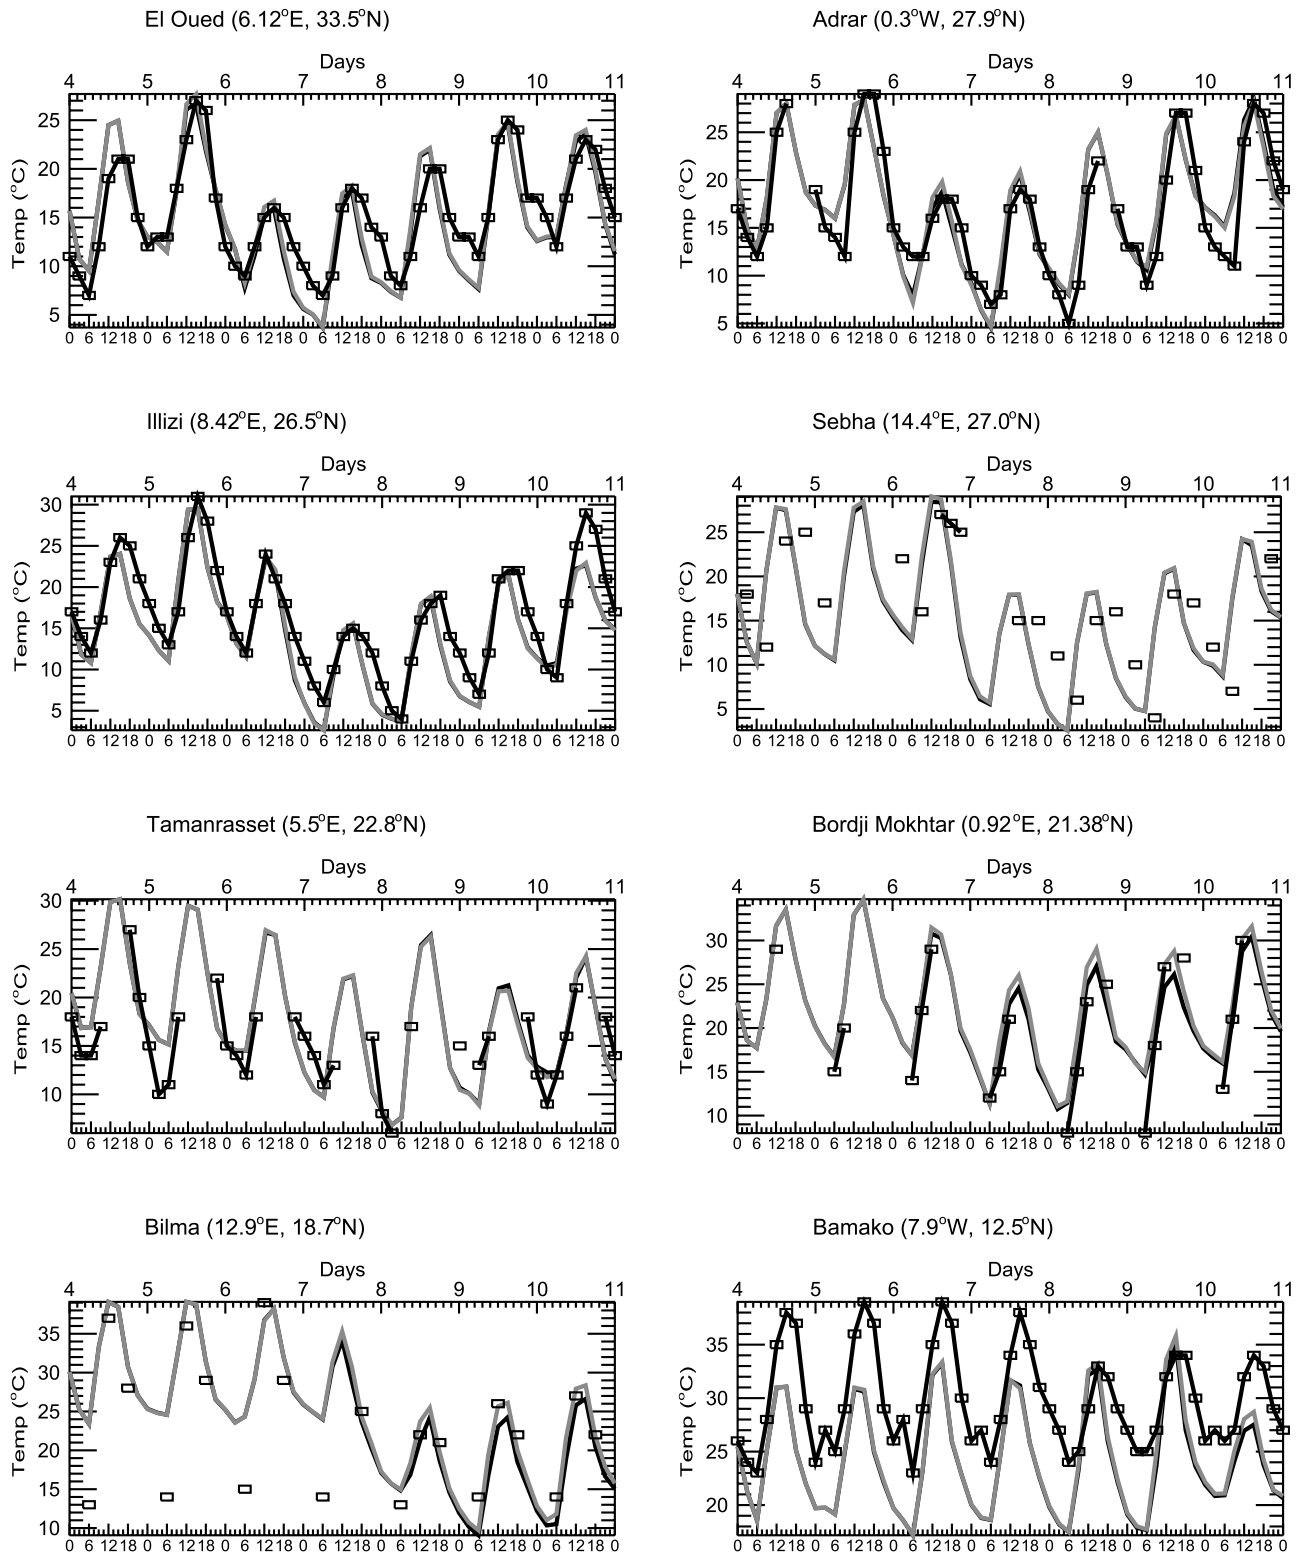 El Oued (6.12°E, 33.5°N)
Days
4 5 6 7 8 9 10 11
Temp (°C)
25
20
15
10
5
0 6 12 18 0 6 12 18 0 6 12 18 0 6 12 18 0 6 12 18 0 6 12 18 0 6 12 18 0
Adrar (0.3°W, 27.9°N)
Days
4 5 6 7 8 9 10 11
Temp (°C)
25
20
15
10
5
0 6 12 18 0 6 12 18 0 6 12 18 0 6 12 18 0 6 12 18 0 6 12 18 0 6 12 18 0
Illizi (8.42°E, 26.5°N)
Days
4 5 6 7 8 9 10 11
Temp (°C)
30
25
20
15
10
5
0 6 12 18 0 6 12 18 0 6 12 18 0 6 12 18 0 6 12 18 0 6 12 18 0 6 12 18 0
Sebha (14.4°E, 27.0°N)
Days
4 5 6 7 8 9 10 11
Temp (°C)
25
20
15
10
5
0 6 12 18 0 6 12 18 0 6 12 18 0 6 12 18 0 6 12 18 0 6 12 18 0 6 12 18 0
Tamanrasset (5.5°E, 22.8°N)
Days
4 5 6 7 8 9 10 11
Temp (°C)
30
25
20
15
10
0 6 12 18 0 6 12 18 0 6 12 18 0 6 12 18 0 6 12 18 0 6 12 18 0 6 12 18 0
Bordji Mokhtar (0.92°E, 21.38°N)
Days
4 5 6 7 8 9 10 11
Temp (°C)
30
25
20
15
10
0 6 12 18 0 6 12 18 0 6 12 18 0 6 12 18 0 6 12 18 0 6 12 18 0 6 12 18 0
Bilma (12.9°E, 18.7°N)
Days
4 5 6 7 8 9 10 11
Temp (°C)
35
30
25
20
15
10
0 6 12 18 0 6 12 18 0 6 12 18 0 6 12 18 0 6 12 18 0 6 12 18 0 6 12 18 0
Bamako (7.9°W, 12.5°N)
Days
4 5 6 7 8 9 10 11
Temp (°C)
35
30
25
20
0 6 12 18 0 6 12 18 0 6 12 18 0 6 12 18 0 6 12 18 0 6 12 18 0 6 12 18 0